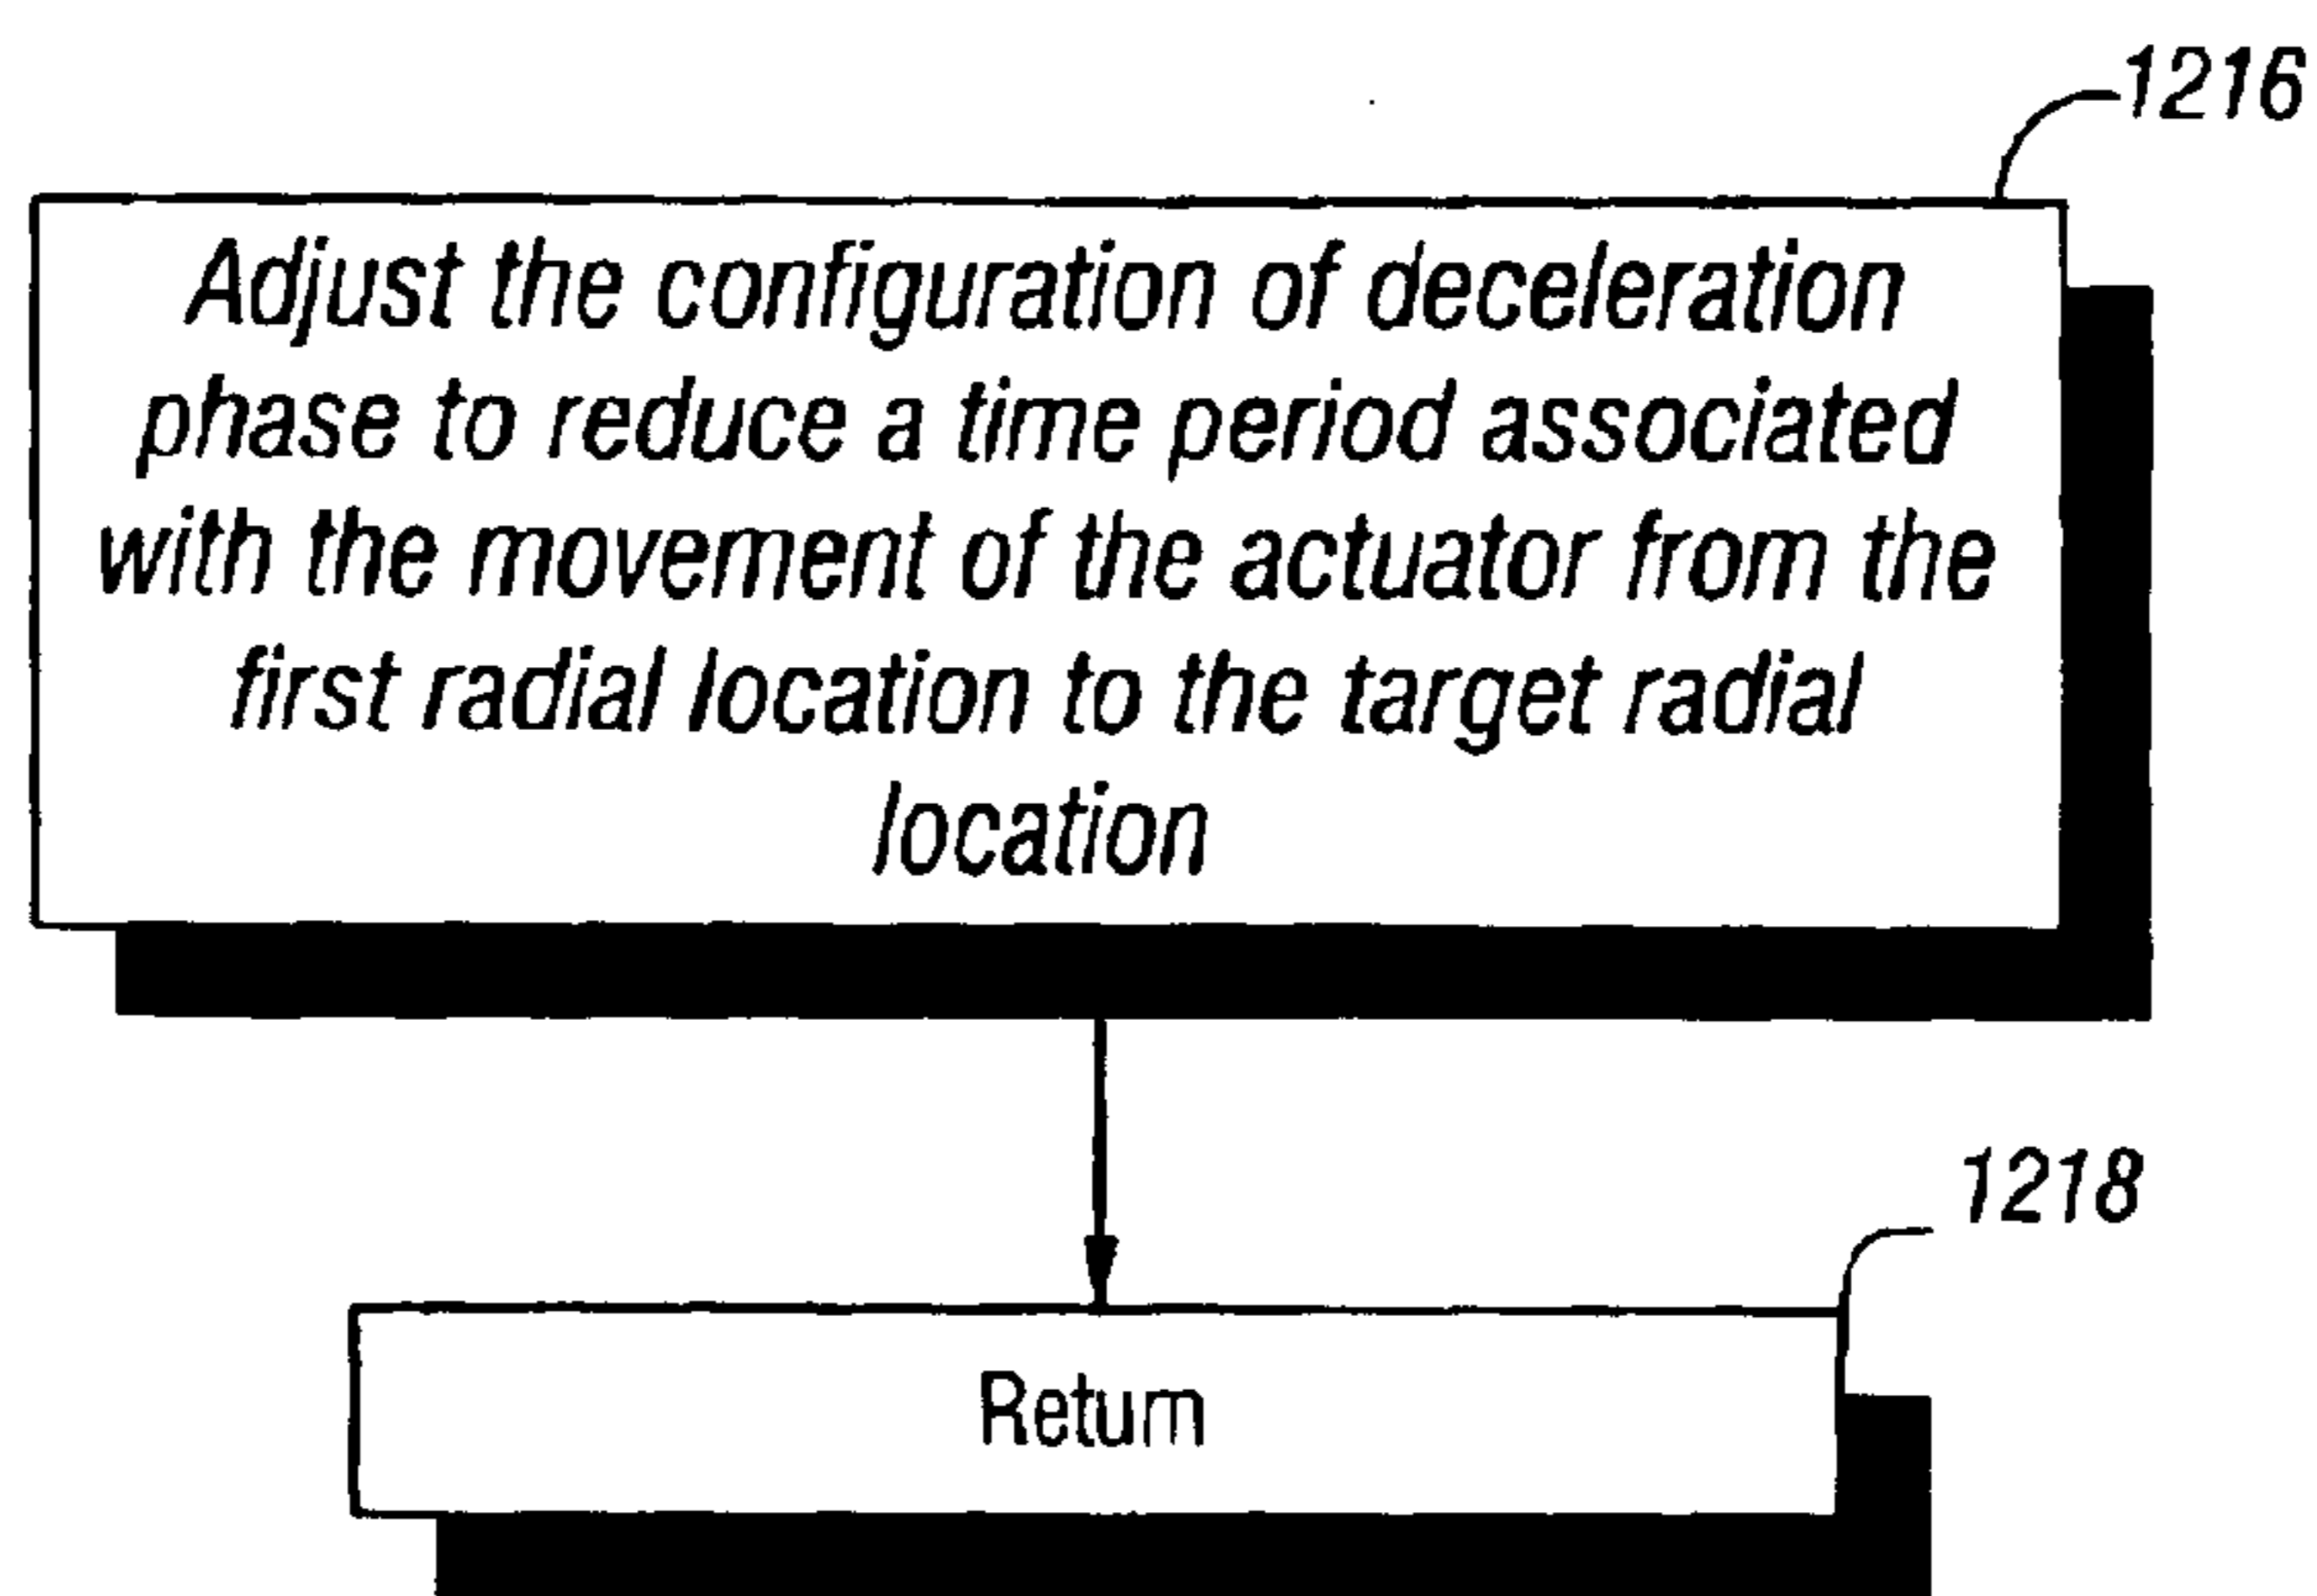 1216
Adjust the configuration of deceleration
phase to reduce a time period associated
with the movement of the actuator from the
first radial location to the target radial
location
1218
Return